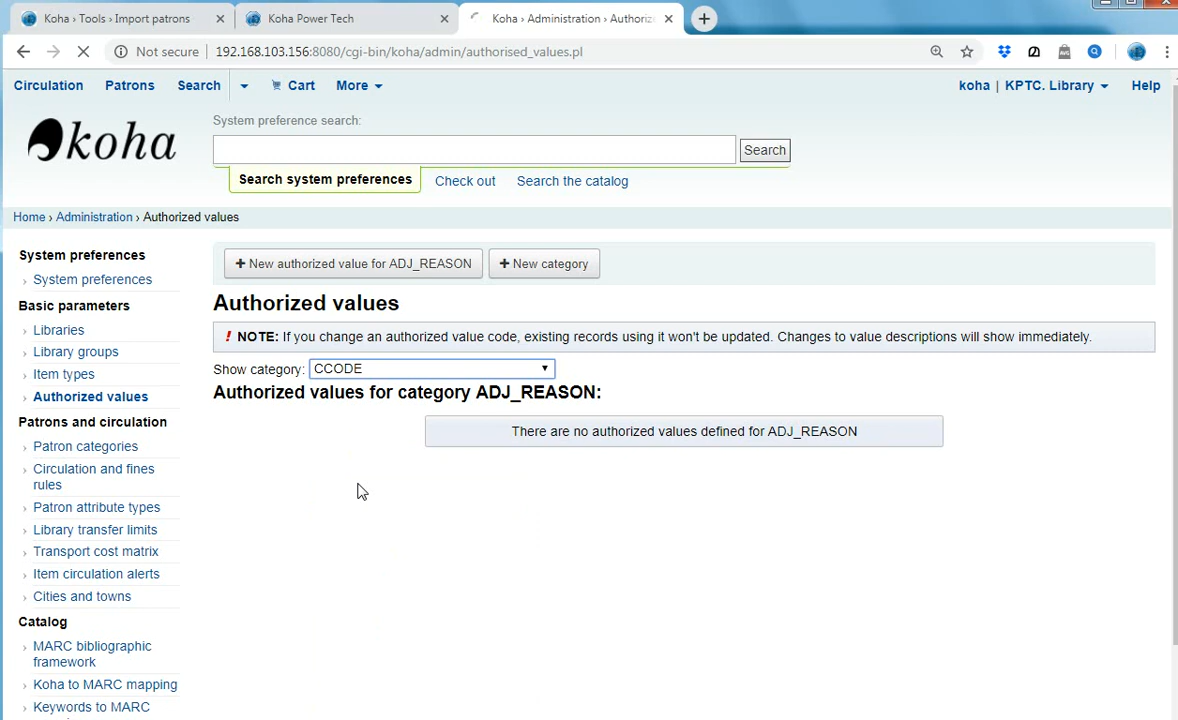 Koha › Tools › Import patrons
Koha Power Tech
Koha › Administration › Authoriz
Not secure
192.168.103.156:8080/cgi-bin/koha/admin/authorised_values.pl
Circulation
Patrons
Search
Cart
More
koha | KPTC. Library
Help
koha
System preference search:
Search
Search system preferences
Check out
Search the catalog
Home › Administration › Authorized values
System preferences
› System preferences
Basic parameters
› Libraries
› Library groups
› Item types
› Authorized values
Patrons and circulation
› Patron categories
› Circulation and fines
rules
› Patron attribute types
› Library transfer limits
› Transport cost matrix
› Item circulation alerts
› Cities and towns
Catalog
› MARC bibliographic
framework
› Koha to MARC mapping
› Keywords to MARC
+ New authorized value for ADJ_REASON
+ New category
Authorized values
! NOTE: If you change an authorized value code, existing records using it won't be updated. Changes to value descriptions will show immediately.
Show category: CCODE
Authorized values for category ADJ_REASON:
There are no authorized values defined for ADJ_REASON